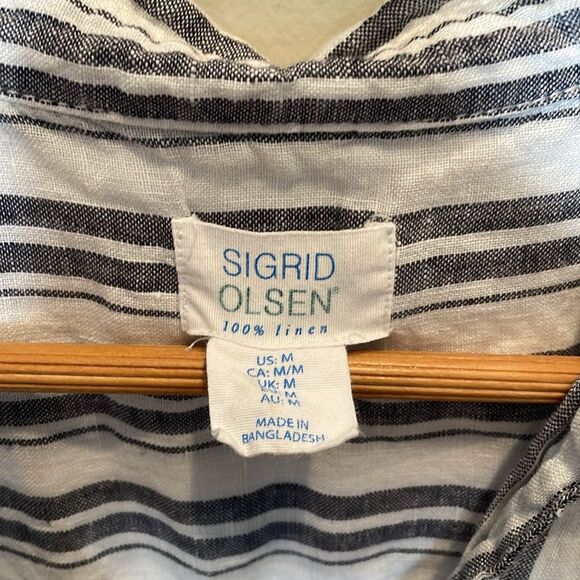 SIGRID
OLSEN®
100% linen
US: M
CA: M/M
UK: M
M
AU: M
MADE IN
BANGLADESH